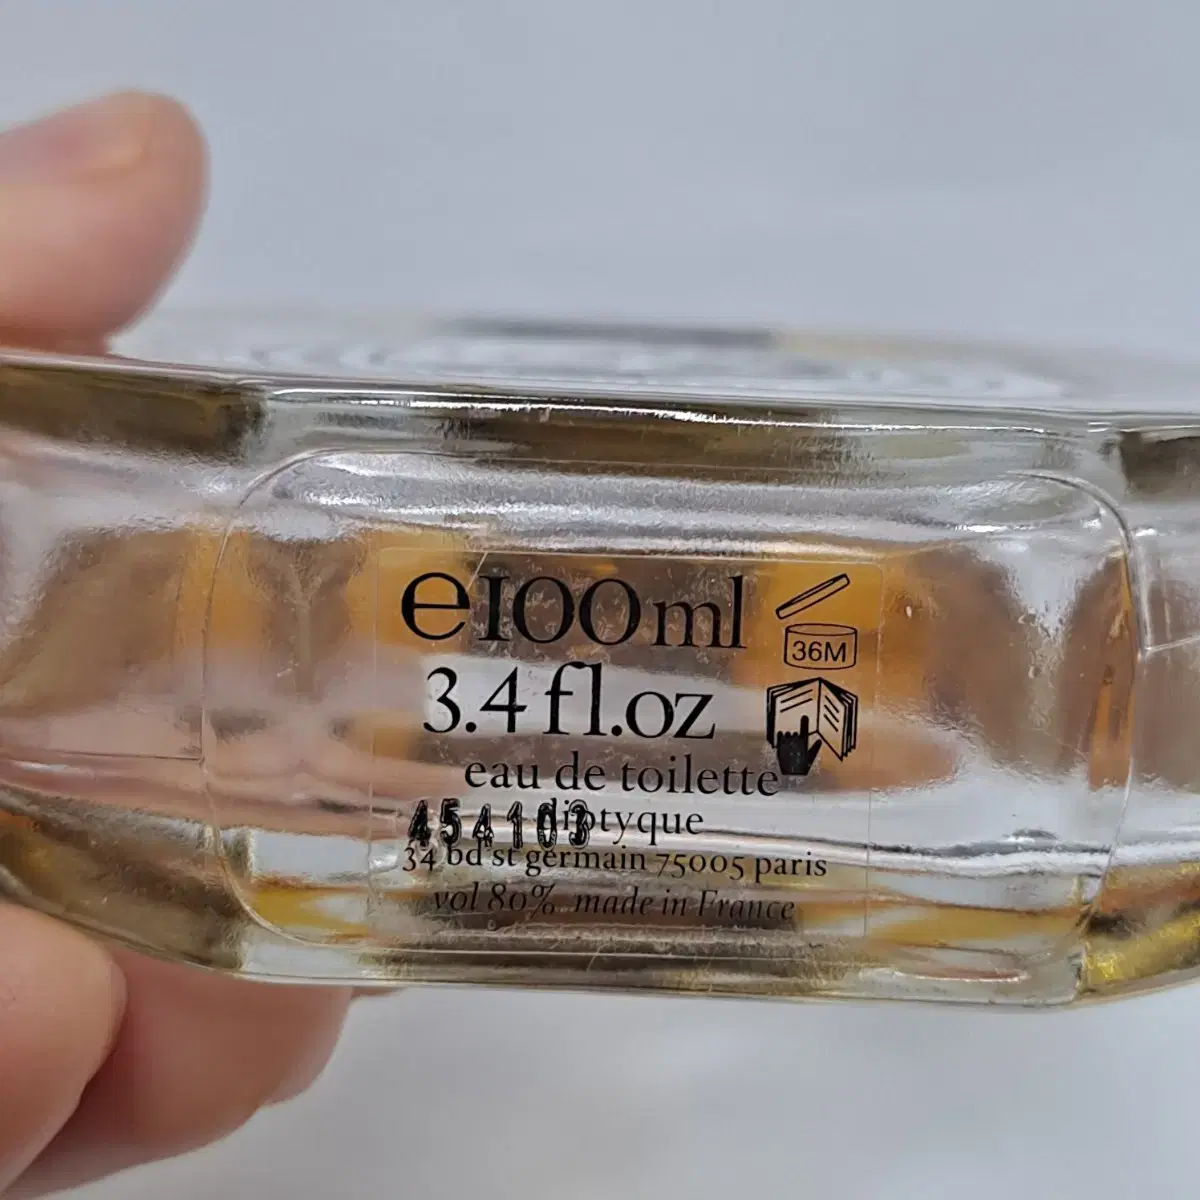 e100ml
36M
3.4 fl.oz
eau de toilette
454103
diptyque
34 bd st germain 75005 paris
vol 80% made in France